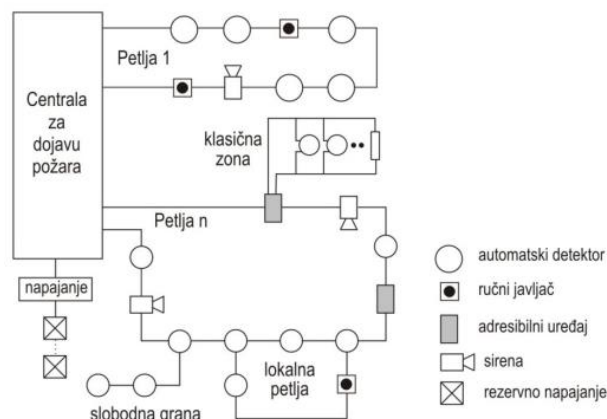 Petlja 1
Centrala
za
dojavu
požara
klasična
zona
Petlja n
napajanje
lokalna
petlja
slobodna grana
automatski detektor
ručni javljač
adresibilni uređaj
sirena
rezervno napajanje